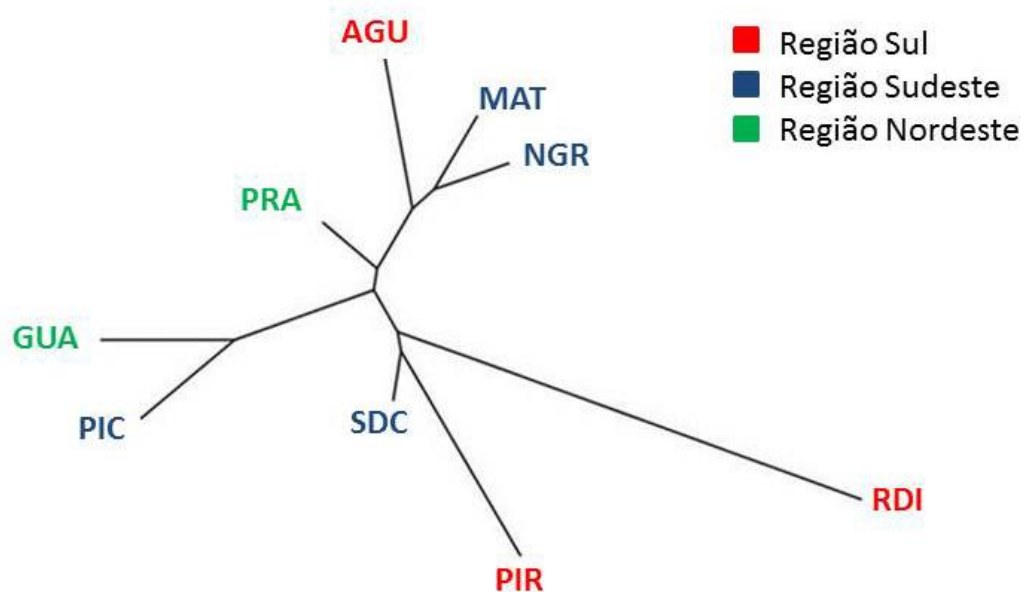 AGU
Região Sul
Região Sudeste
Região Nordeste
MAT
NGR
PRA
GUA
PIC
SDC
RDI
PIR